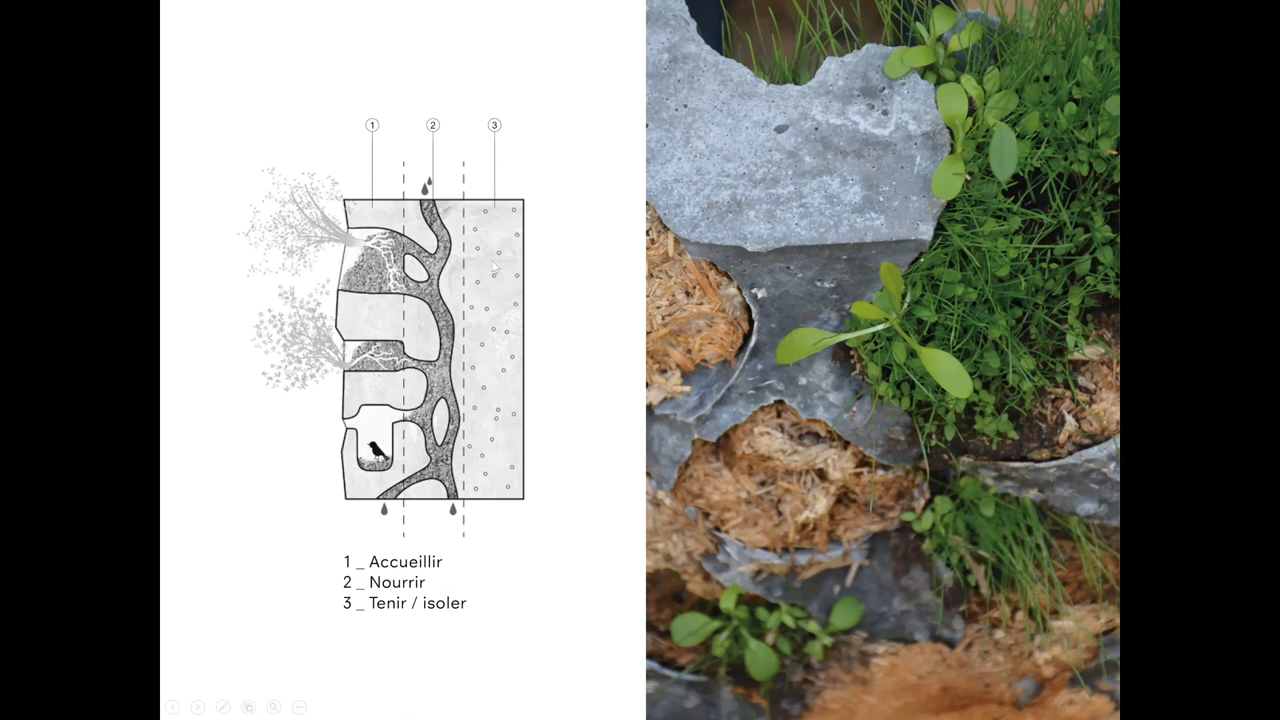 1 2 3
1 _ Accueillir
2 _ Nourrir
3 _ Tenir / isoler